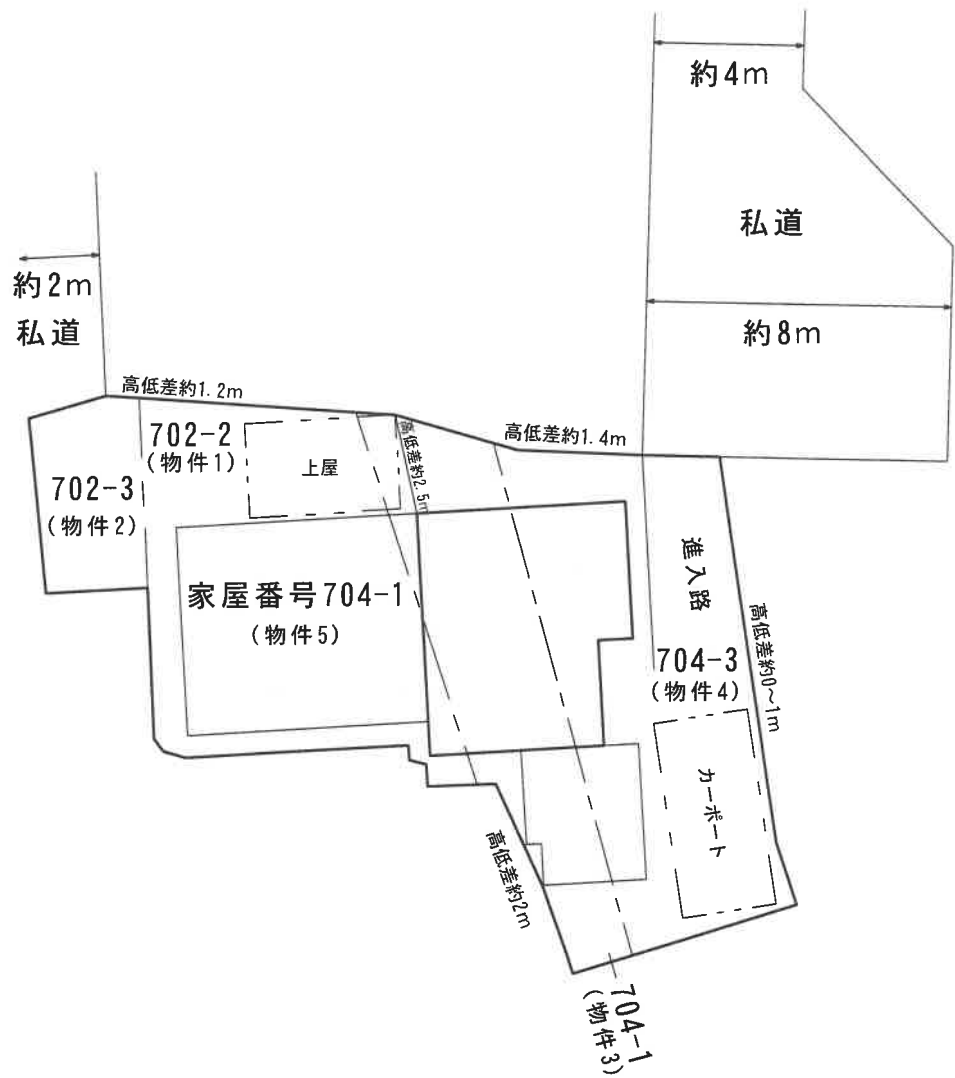 約4m
私道
約8m
約2m
私道
高低差約1.2m
高低差約1.4m
高低差約2.5m
702-2
(物件1)
上屋
702-3
(物件2)
家屋番号704-1
(物件5)
進入路
704-3
(物件4)
高低差約0～1m
カーポート
高低差約2m
704-1
(物件3)